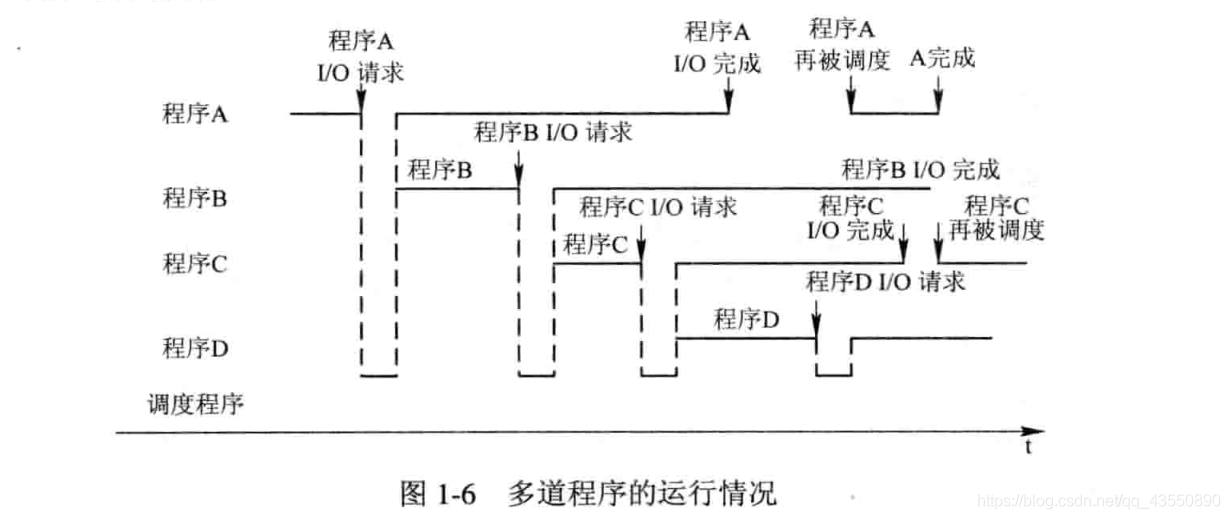 程序A
I/O 请求
程序A
I/O 完成
程序A
再被调度
A完成
程序A
程序B I/O 请求
程序B
程序B I/O 完成
程序B
程序C I/O 请求
程序C
I/O 完成
程序C
再被调度
程序C
程序C
程序D I/O 请求
程序D
程序D
调度程序
t
图 1-6 多道程序的运行情况
https://blog.csdn.net/qq_43550890